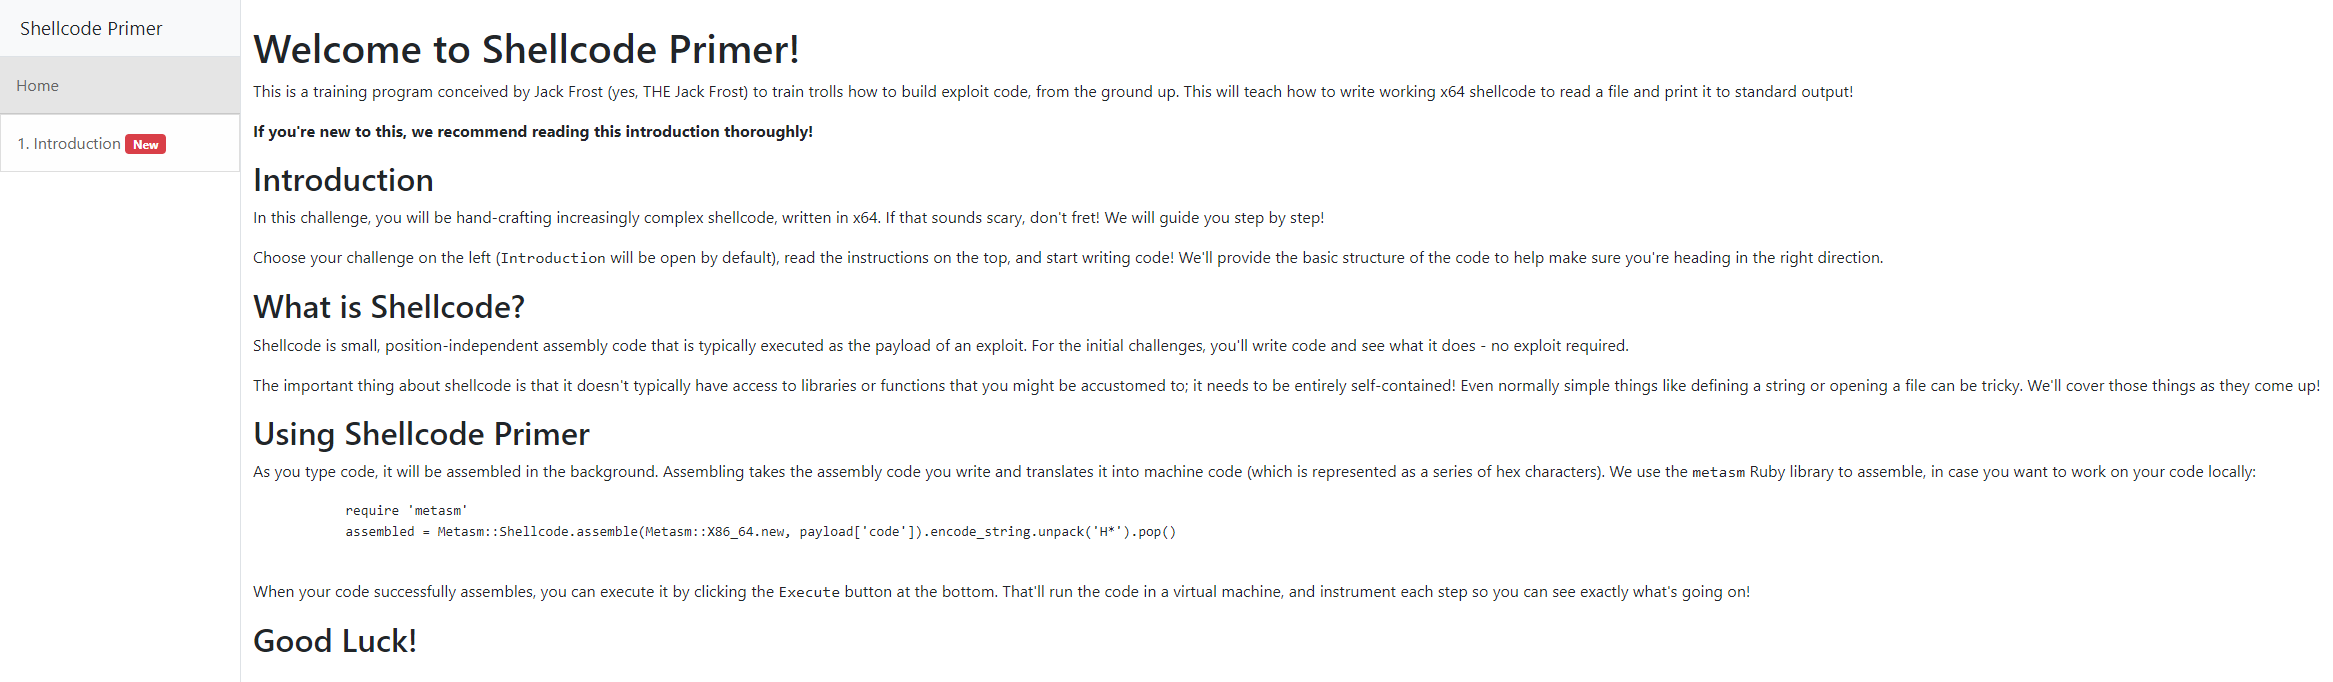 Shellcode Primer
Home
1. Introduction New
Welcome to Shellcode Primer!
This is a training program conceived by Jack Frost (yes, THE Jack Frost) to train trolls how to build exploit code, from the ground up. This will teach how to write working x64 shellcode to read a file and print it to standard output!
If you're new to this, we recommend reading this introduction thoroughly!
Introduction
In this challenge, you will be hand-crafting increasingly complex shellcode, written in x64. If that sounds scary, don't fret! We will guide you step by step!
Choose your challenge on the left (Introduction will be open by default), read the instructions on the top, and start writing code! We'll provide the basic structure of the code to help make sure you're heading in the right direction.
What is Shellcode?
Shellcode is small, position-independent assembly code that is typically executed as the payload of an exploit. For the initial challenges, you'll write code and see what it does - no exploit required.
The important thing about shellcode is that it doesn't typically have access to libraries or functions that you might be accustomed to; it needs to be entirely self-contained! Even normally simple things like defining a string or opening a file can be tricky. We'll cover those things as they come up!
Using Shellcode Primer
As you type code, it will be assembled in the background. Assembling takes the assembly code you write and translates it into machine code (which is represented as a series of hex characters). We use the metasm Ruby library to assemble, in case you want to work on your code locally:
require 'metasm'
assembled = Metasm::Shellcode.assemble(Metasm::X86_64.new, payload['code']).encode_string.unpack('H*').pop()
When your code successfully assembles, you can execute it by clicking the Execute button at the bottom. That'll run the code in a virtual machine, and instrument each step so you can see exactly what's going on!
Good Luck!